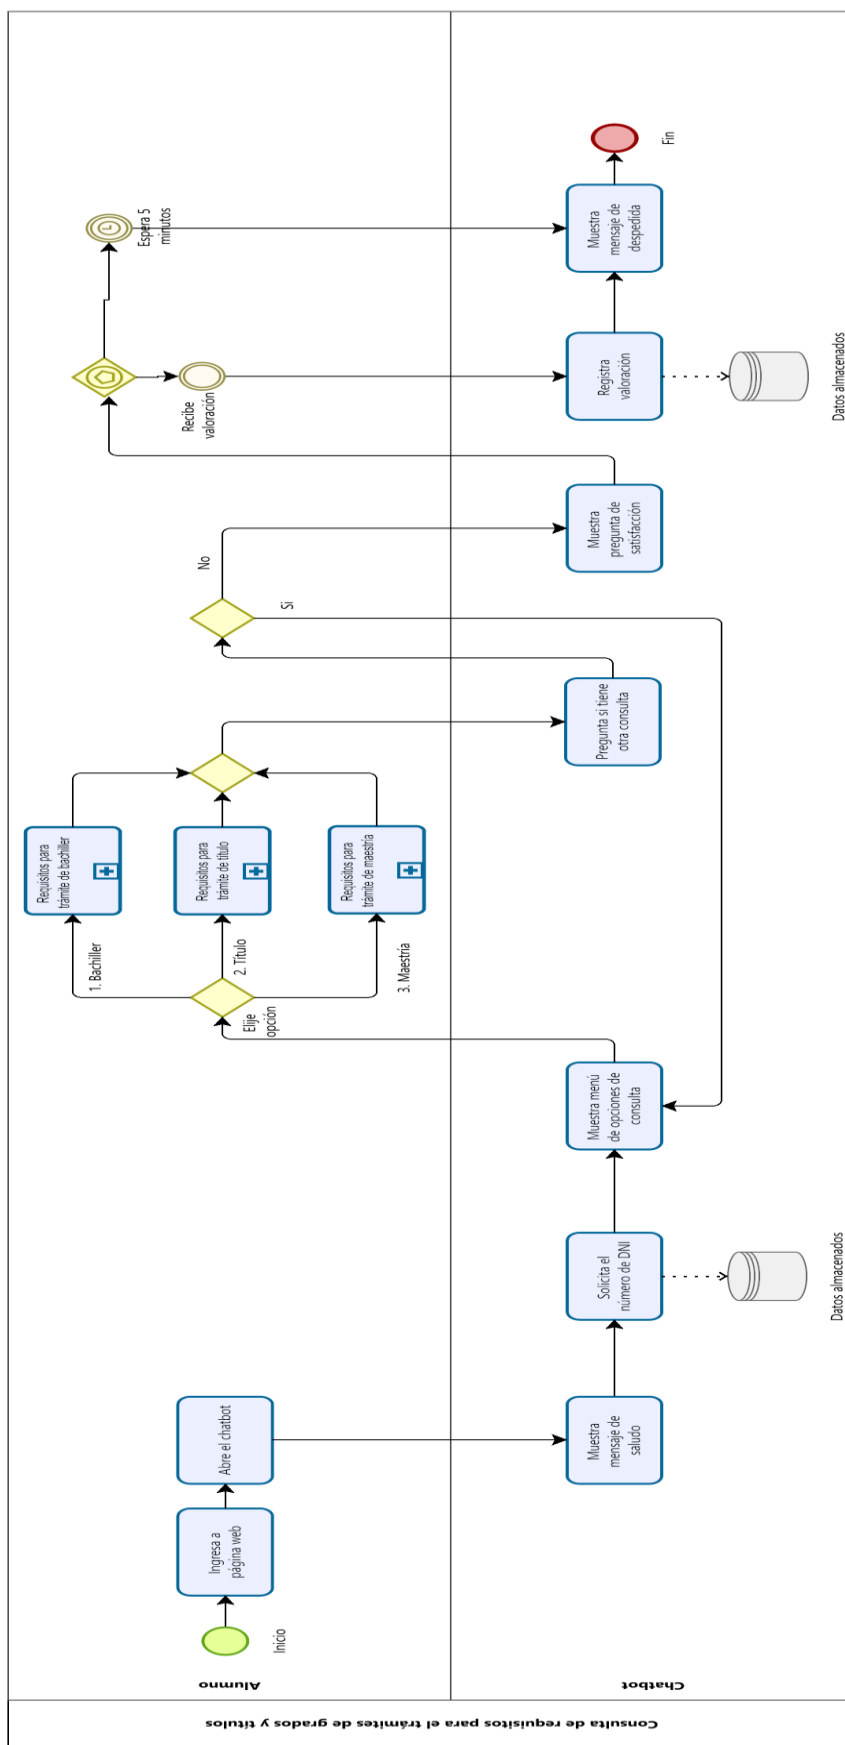 Consulta de requisitos para el trámites de grados y títulos
Alumno
Inicio
Ingresa a
página web
Abre el chatbot
Elije
opción
1. Bachiller
2. Título
3. Maestría
Requisitos para
trámite de bachiller
Requisitos para
trámite de título
Requisitos para
trámite de maestría
Si
No
Recibe
valoración
Espera 5
minutos
Chatbot
Muestra
mensaje de
saludo
Solicita el
número de DNI
Datos almacenados
Muestra menú
de opciones de
consulta
Pregunta si tiene
otra consulta
Muestra
pregunta de
satisfacción
Registra
valoración
Datos almacenados
Muestra
mensaje de
despedida
Fin